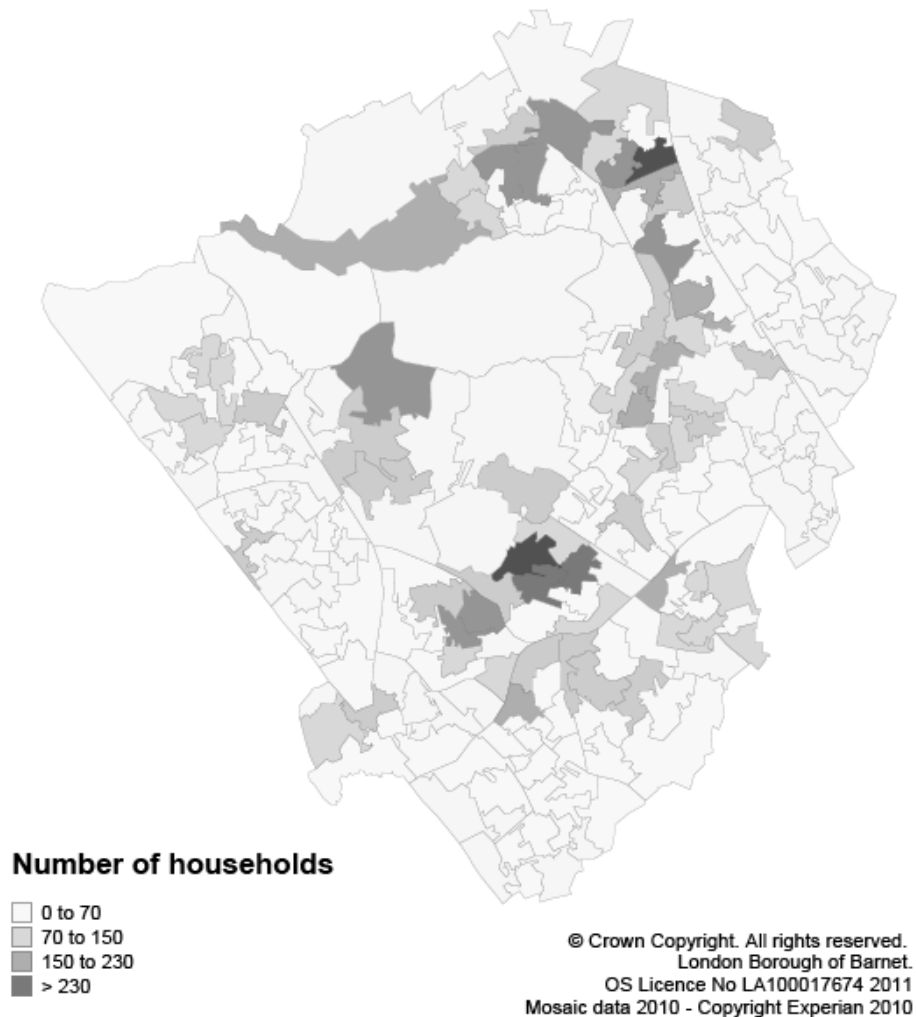 Number of households
0 to 70
70 to 150
150 to 230
> 230
© Crown Copyright. All rights reserved.
London Borough of Barnet.
OS Licence No LA100017674 2011
Mosaic data 2010 - Copyright Experian 2010